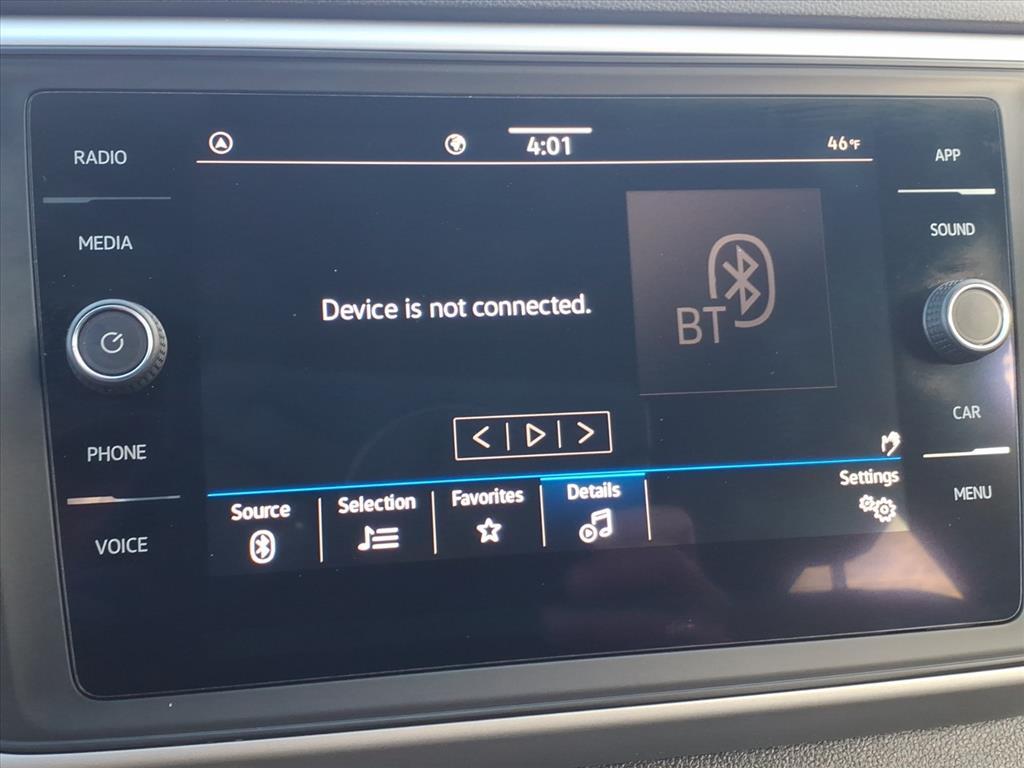 4:01
46°F
RADIO
MEDIA
PHONE
VOICE
Device is not connected.
BT
Source
Selection
Favorites
Details
Settings
APP
SOUND
CAR
MENU